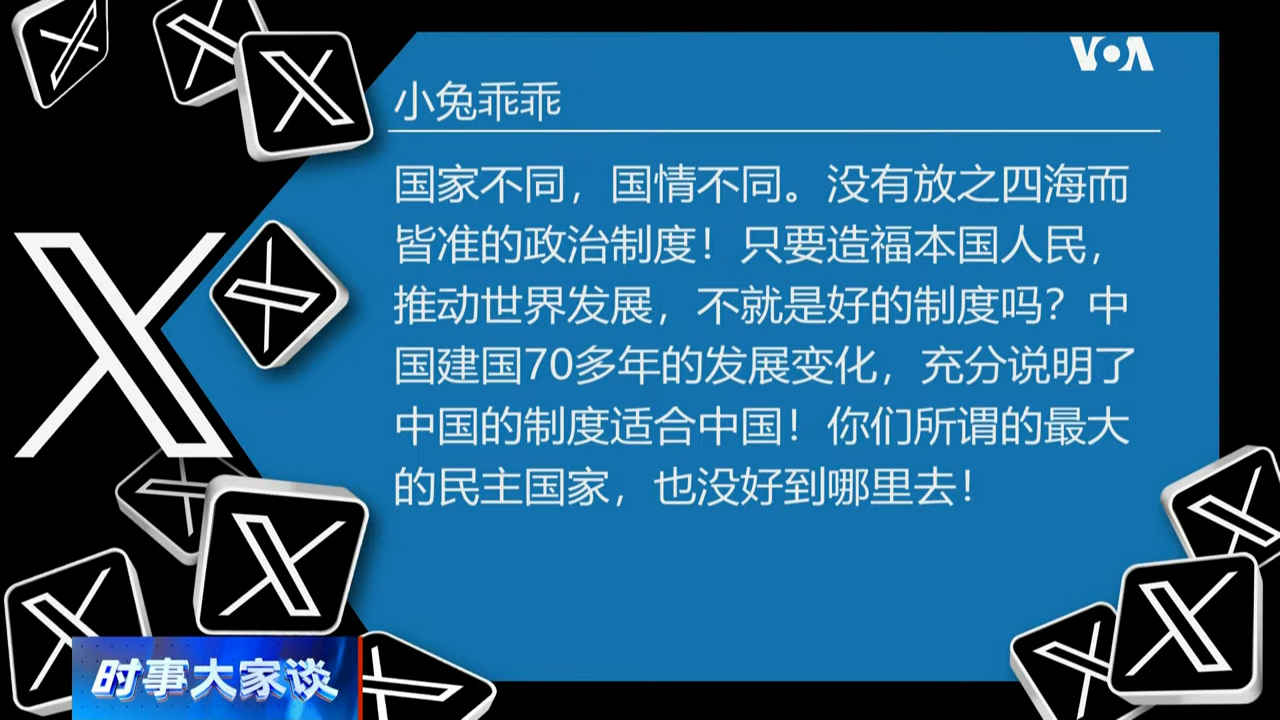 VOA
小兔乖乖
国家不同，国情不同。没有放之四海而
皆准的政治制度！只要造福本国人民，
推动世界发展，不就是好的制度吗？中
国建国70多年的发展变化，充分说明了
中国的制度适合中国！你们所谓的最大
的民主国家，也没好到哪里去！
时事大家谈